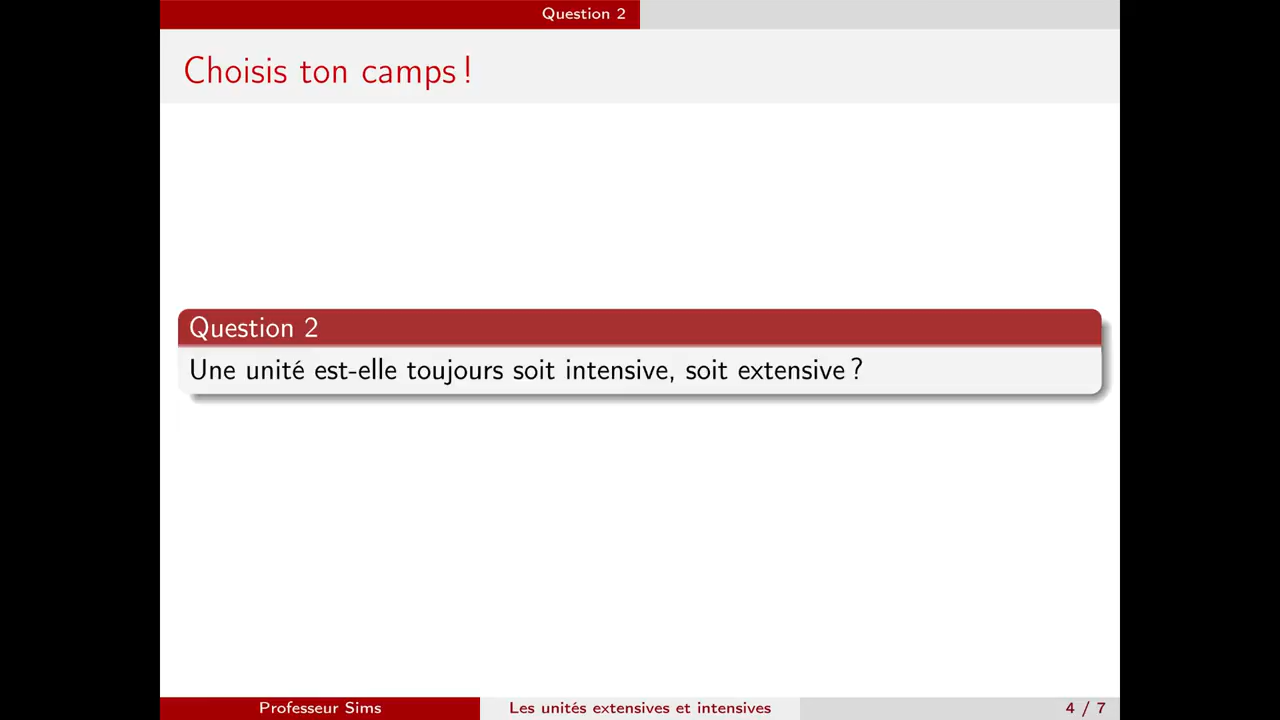 Question 2
Choisis ton camps !
Question 2
Une unité est-elle toujours soit intensive, soit extensive ?
Professeur Sims
Les unités extensives et intensives
4 / 7